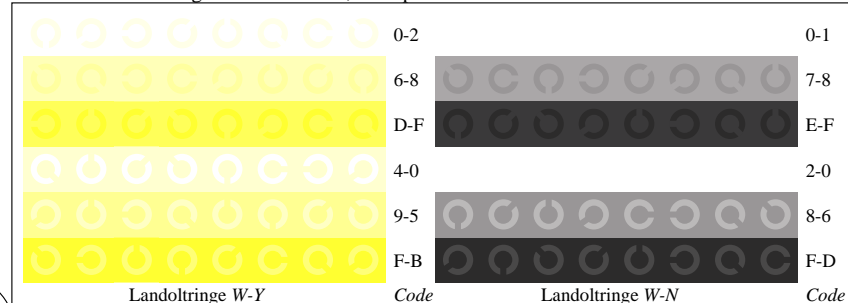 0-2
6-8
D-F
4-0
9-5
F-B
Landoltringe W-Y Code
0-1
7-8
E-F
2-0
8-6
F-D
Landoltringe W-N Code